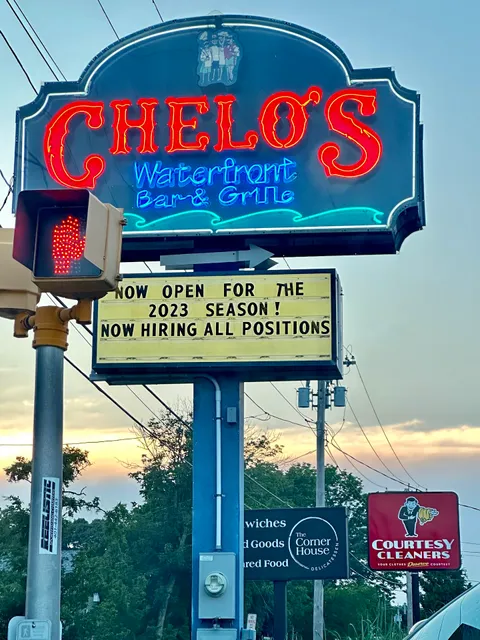 CHELO'S
Waterfront
Bar & Grille
NOW OPEN FOR THE
2023 SEASON!
NOW HIRING ALL POSITIONS
wiches
d Goods
ared Food
The
Corner
House
DELICATESSEN
COURTESY
CLEANERS